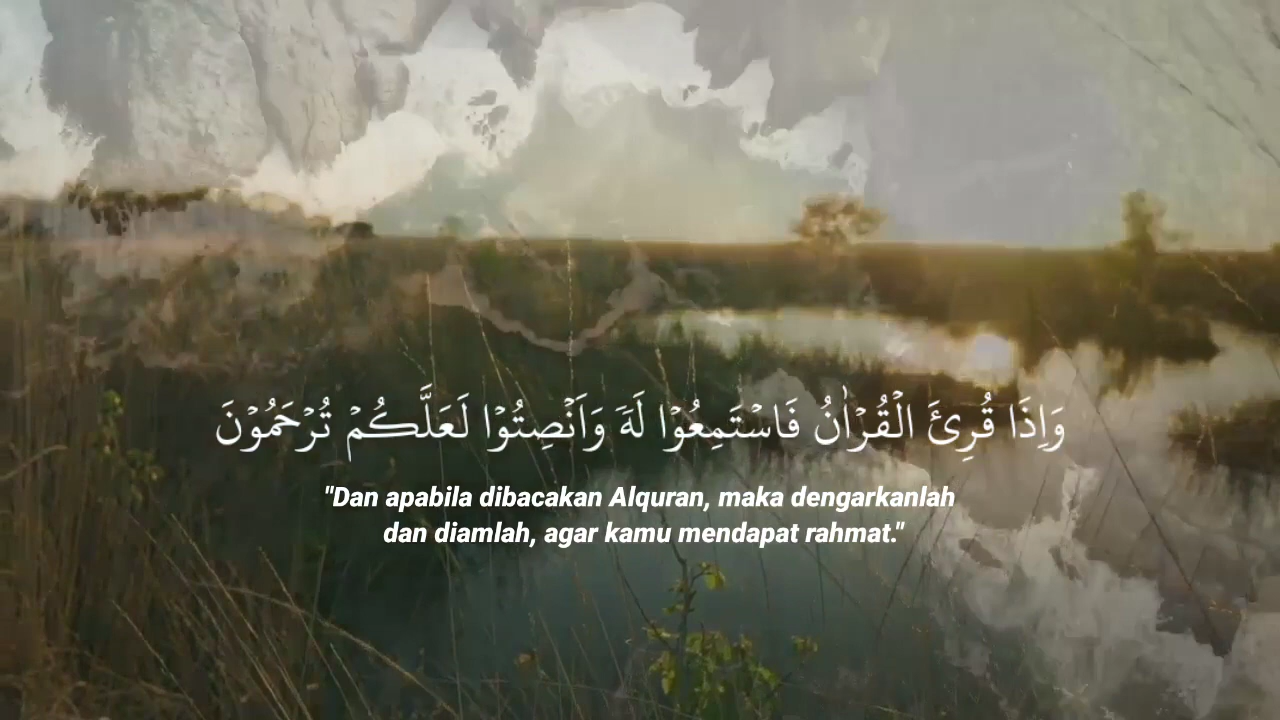 وَاِذَا قُرِئَ الْقُرْاٰنُ فَاسْتَمِعُوْا لَهٗ وَاَنْصِتُوْا لَعَلَّكُمْ تُرْحَمُوْنَ
"Dan apabila dibacakan Alquran, maka dengarkanlah
dan diamlah, agar kamu mendapat rahmat."